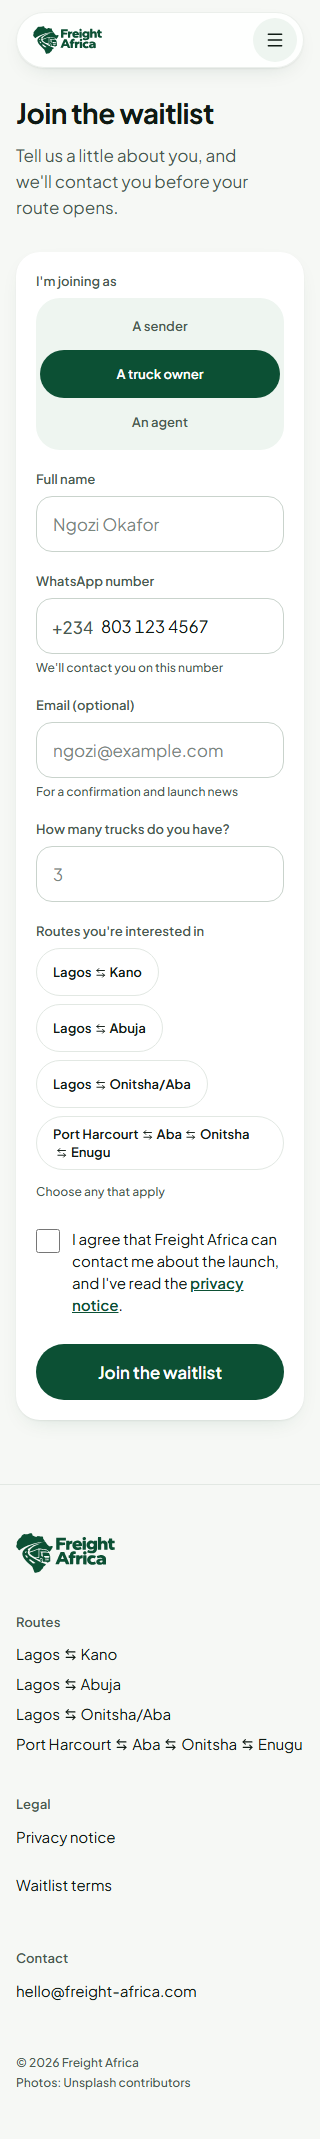 Freight
Africa
Join the waitlist
Tell us a little about you, and
we'll contact you before your
route opens.
I'm joining as
A sender
A truck owner
An agent
Full name
Ngozi Okafor
WhatsApp number
+234 803 123 4567
We'll contact you on this number
Email (optional)
ngozi@example.com
For a confirmation and launch news
How many trucks do you have?
3
Routes you're interested in
Lagos ⇆ Kano
Lagos ⇆ Abuja
Lagos ⇆ Onitsha/Aba
Port Harcourt ⇆ Aba ⇆ Onitsha
⇆ Enugu
Choose any that apply
I agree that Freight Africa can
contact me about the launch,
and I've read the privacy
notice.
Join the waitlist
Freight
Africa
Routes
Lagos ⇆ Kano
Lagos ⇆ Abuja
Lagos ⇆ Onitsha/Aba
Port Harcourt ⇆ Aba ⇆ Onitsha ⇆ Enugu
Legal
Privacy notice
Waitlist terms
Contact
hello@freight-africa.com
© 2026 Freight Africa
Photos: Unsplash contributors